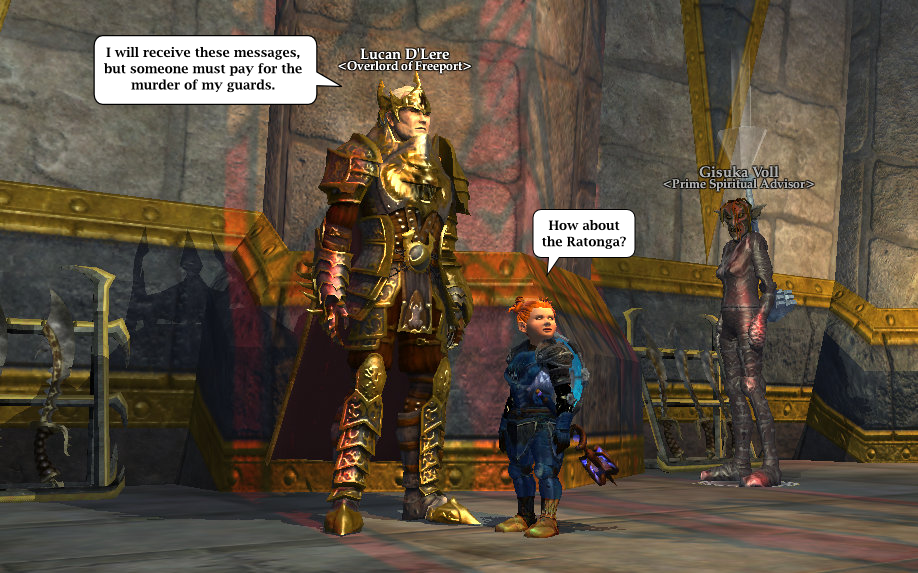 I will receive these messages,
but someone must pay for the
murder of my guards.
Lucan D'Lere
<Overlord of Freeport>
Gisuka Voll
<Prime Spiritual Advisor>
How about
the Ratonga?